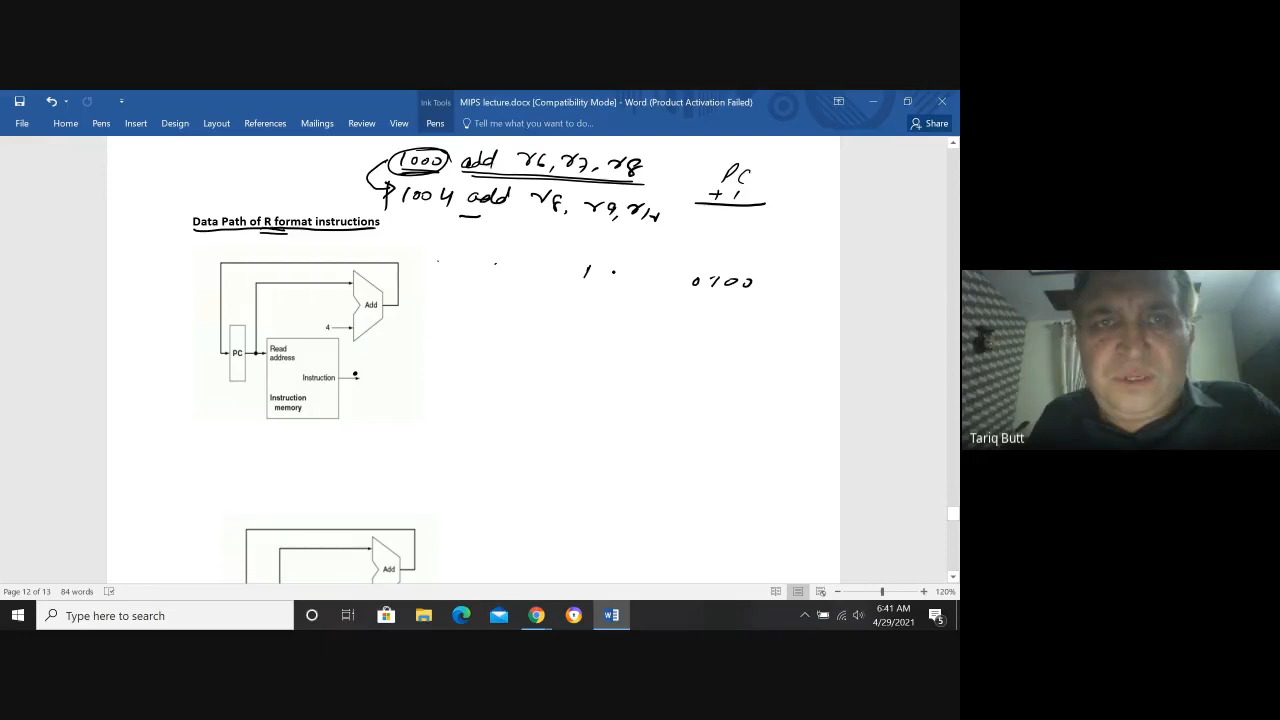 Ink Tools
MIPS lecture.docx [Compatibility Mode] - Word (Product Activation Failed)
File Home Pens Insert Design Layout References Mailings Review View Pens Tell me what you want to do... Share
1000 add r6, r7, r8
PC
1004 add r8, r9,
+ 1
Data Path of R format instructions
Add
4
PC
Read
address
Instruction
Instruction
memory
Add
Tariq Butt
Page 12 of 13 84 words
120%
Type here to search
6:41 AM
4/29/2021
5